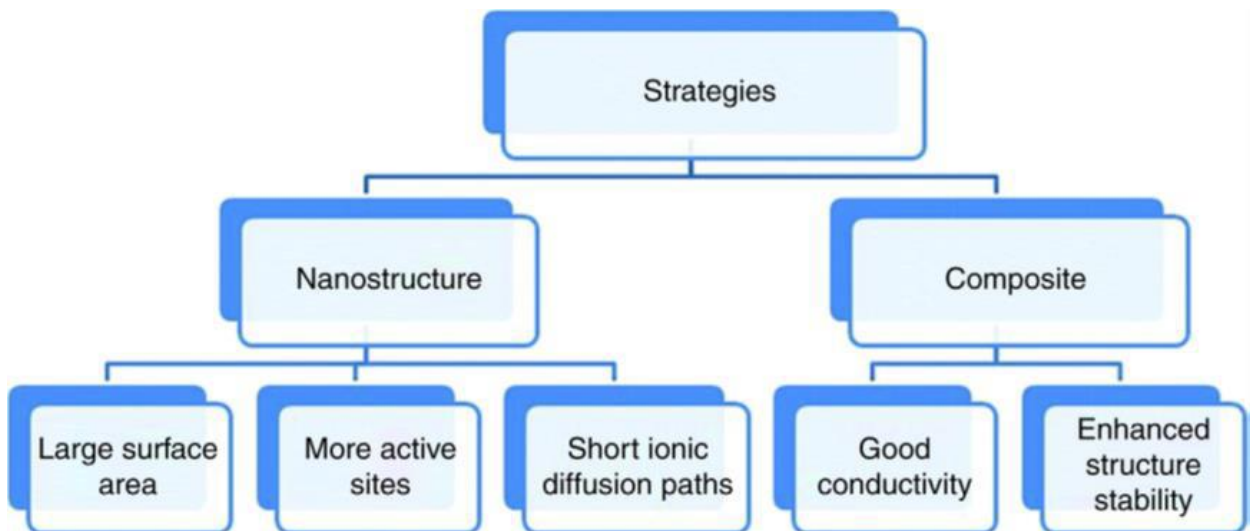 Strategies
Nanostructure
Composite
Large surface
area
More active
sites
Short ionic
diffusion paths
Good
conductivity
Enhanced
structure
stability